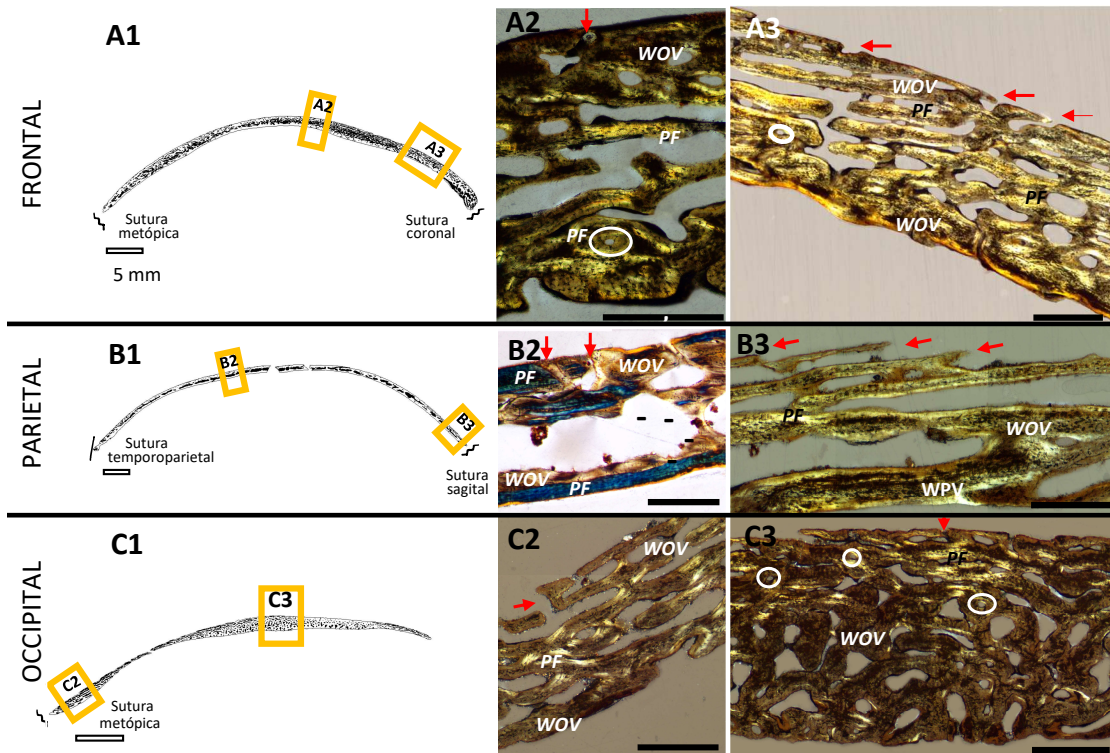 FRONTAL
A1
A2
A3
Sutura
metópica
Sutura
coronal
5 mm
A2
WOV
PF
PF
A3
WOV
PF
PF
WOV
PARIETAL
B1
B2
B3
Sutura
temporoparietal
Sutura
sagital
B2
WOV
PF
WOV
PF
B3
PF
WOV
WPV
OCCIPITAL
C1
C3
C2
Sutura
metópica
C2
WOV
PF
WOV
C3
PF
WOV